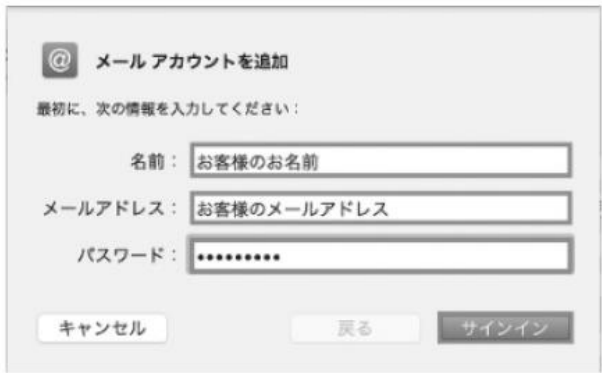 @ メール アカウントを追加
最初に、次の情報を入力してください：
名前： お客様のお名前
メールアドレス： お客様のメールアドレス
パスワード： •••••••••
キャンセル 戻る サインイン